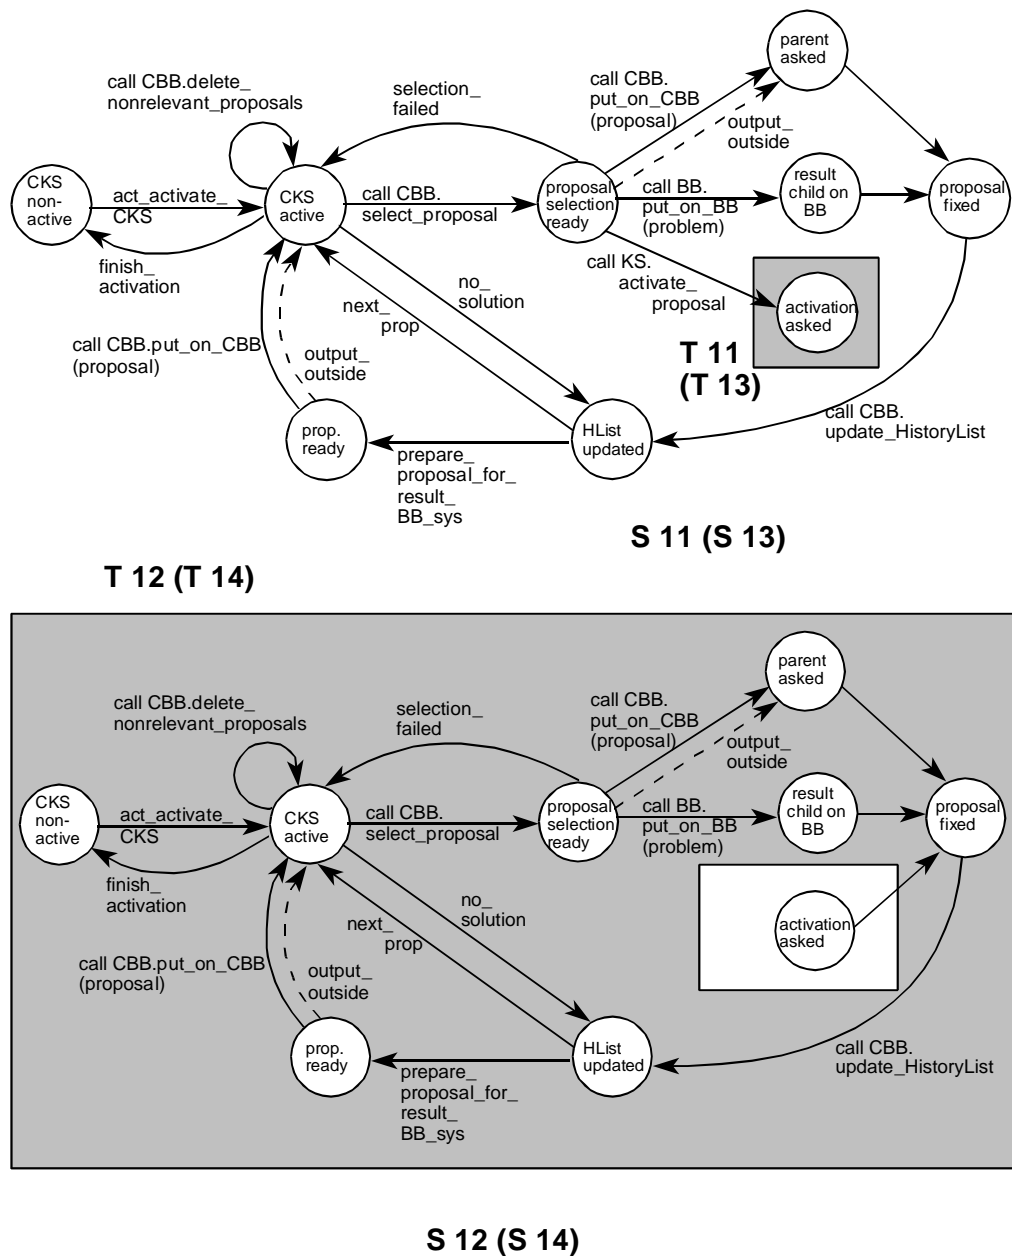 parent
asked
call CBB.delete_
nonrelevant_proposals
selection_
failed
call CBB.
put_on_CBB
(proposal)
output_
outside
CKS
non-
active
act_activate_
CKS
CKS
active
call CBB.
select_proposal
proposal
selection
ready
call BB.
put_on_BB
(problem)
result
child on
BB
proposal
fixed
finish_
activation
call KS.
activate_
proposal
no_
solution
next_
prop
activation
asked
call CBB.put_on_CBB
(proposal)
output_
outside
T 11
(T 13)
call CBB.
update_HistoryList
prop.
ready
HList
updated
prepare_
proposal_for_
result_
BB_sys
S 11 (S 13)
T 12 (T 14)
parent
asked
call CBB.delete_
nonrelevant_proposals
selection_
failed
call CBB.
put_on_CBB
(proposal)
output_
outside
CKS
non-
active
act_activate_
CKS
CKS
active
call CBB.
select_proposal
proposal
selection
ready
call BB.
put_on_BB
(problem)
result
child on
BB
proposal
fixed
finish_
activation
no_
solution
next_
prop
activation
asked
call CBB.put_on_CBB
(proposal)
output_
outside
prop.
ready
HList
updated
call CBB.
update_HistoryList
prepare_
proposal_for_
result_
BB_sys
S 12 (S 14)